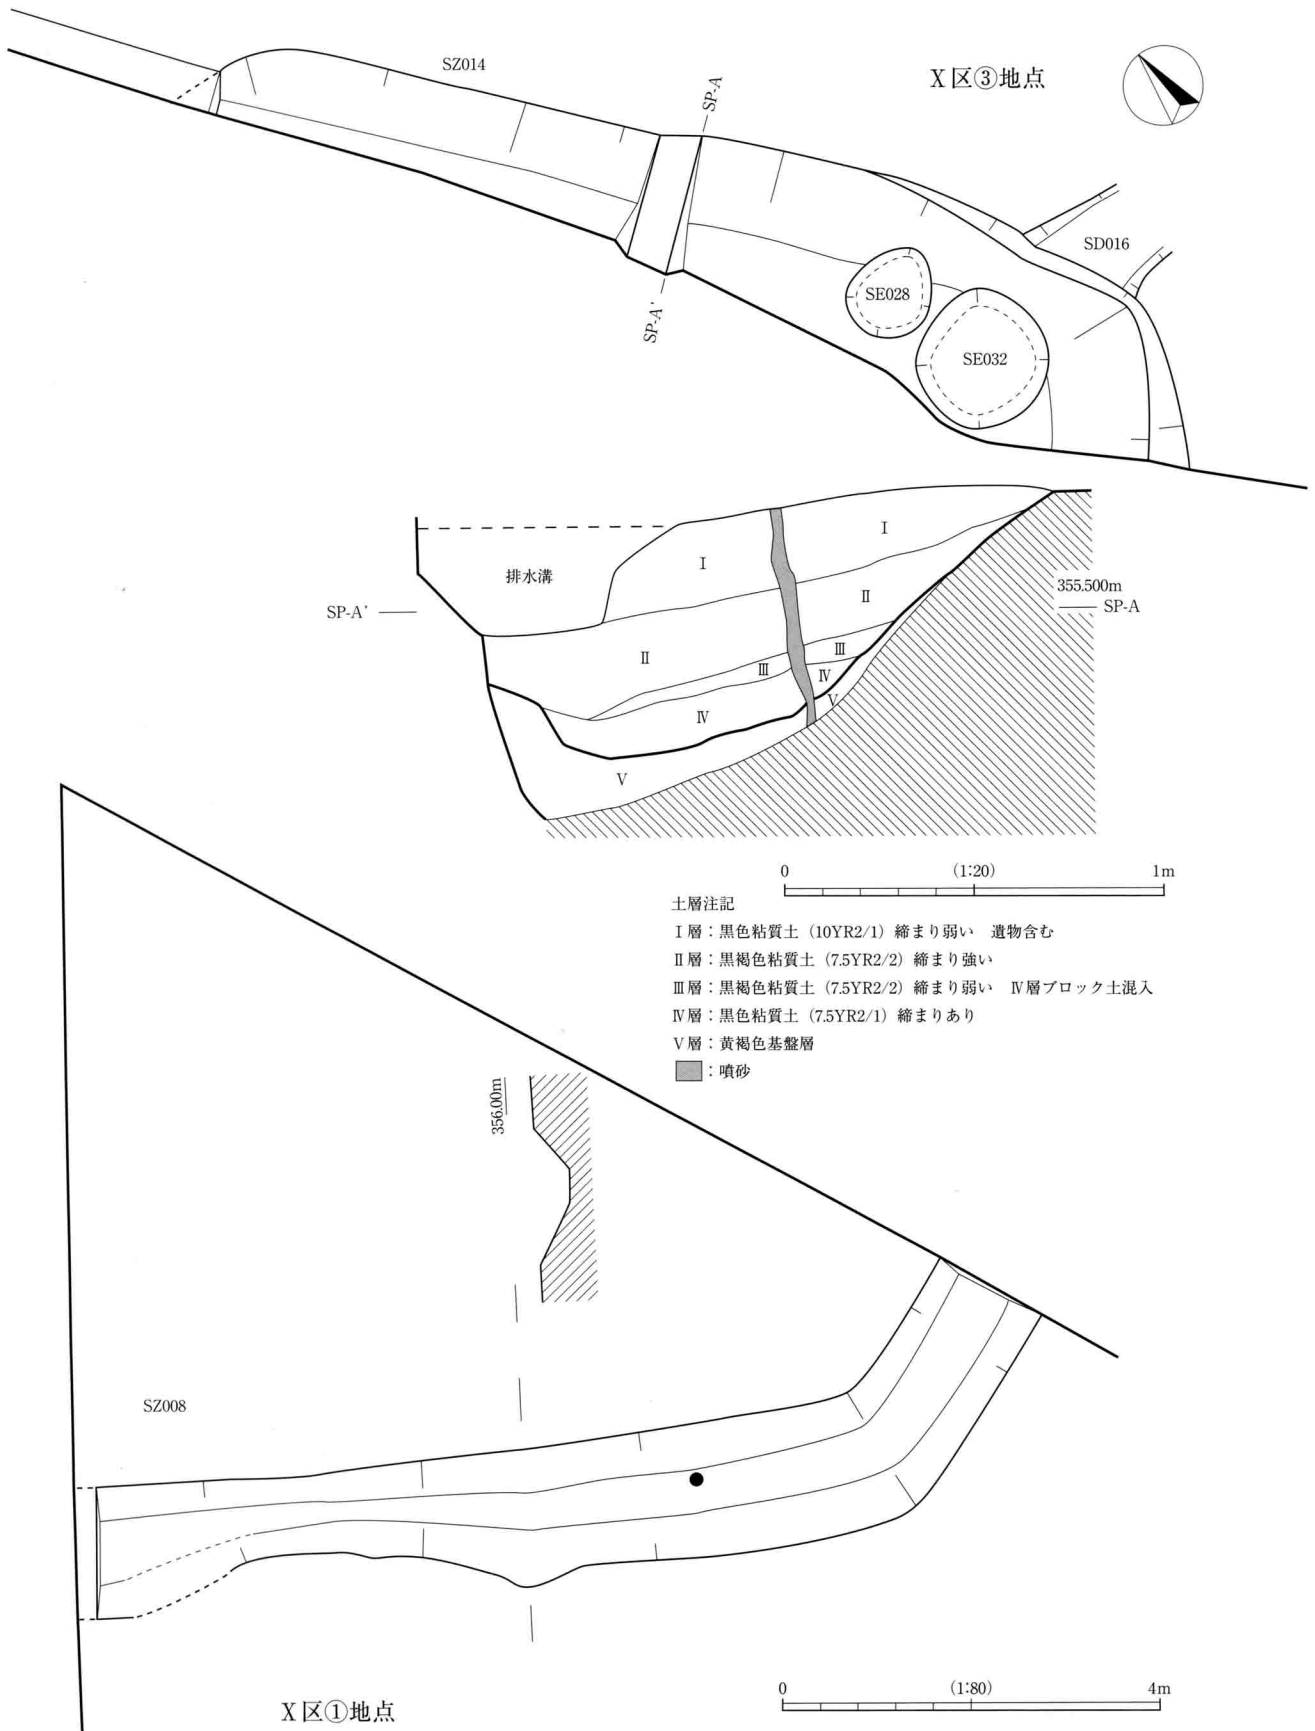 SZ014
X区③地点
SP-A
SD016
SE028
SP-A'
SE032
I
I
排水溝
355.500m
SP-A'
SP-A
II
II
III
III
IV
V
IV
V
0 (1:20) 1m
土層注記
I層：黒色粘質土（10YR2/1）締まり弱い 遺物含む
II層：黒褐色粘質土（7.5YR2/2）締まり強い
III層：黒褐色粘質土（7.5YR2/2）締まり弱い IV層ブロック土混入
IV層：黒色粘質土（7.5YR2/1）締まりあり
V層：黄褐色基盤層
：噴砂
356.00m
SZ008
0 (1:80) 4m
X区①地点